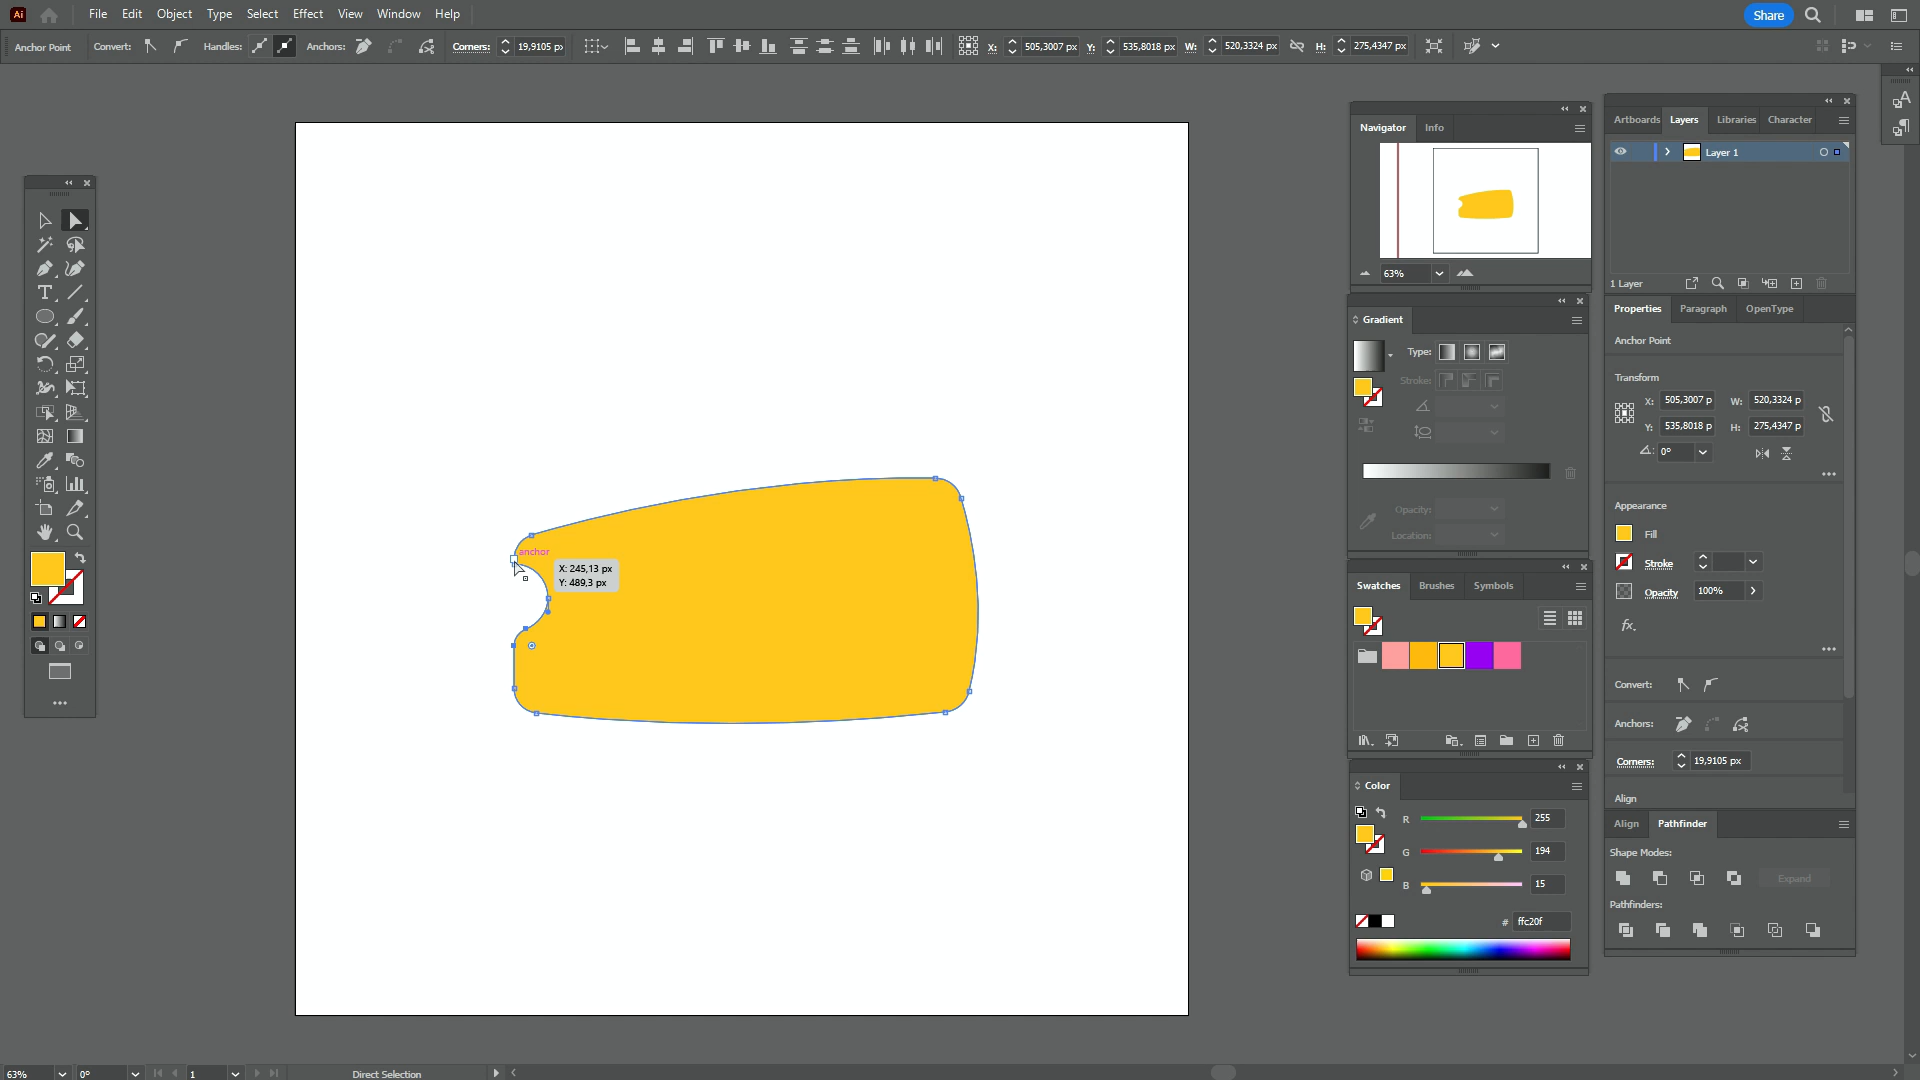 Ai File Edit Object Type Select Effect View Window Help Share
Anchor Point Convert: Handles: Anchors: Corners: 19,9105 px X: 505,3007 px Y: 535,8018 px W: 520,3324 px H: 275,4347 px
Navigator Info
63%
Gradient
Type:
Stroke:
Opacity:
Location:
Swatches Brushes Symbols
Color
R 255
G 194
B 15
# ffc20f
Artboards Layers Libraries Character
Layer 1
1 Layer
Properties Paragraph OpenType
Anchor Point
Transform
X: 505,3007 p W: 520,3324 p
Y: 535,8018 p H: 275,4347 p
0°
Appearance
Fill
Stroke
Opacity 100%
fx.
Convert:
Anchors:
Corners: 19,9105 px
Align
Align Pathfinder
Shape Modes:
Expand
Pathfinders:
anchor
X: 245,13 px
Y: 489,3 px
63% 0° 1 Direct Selection